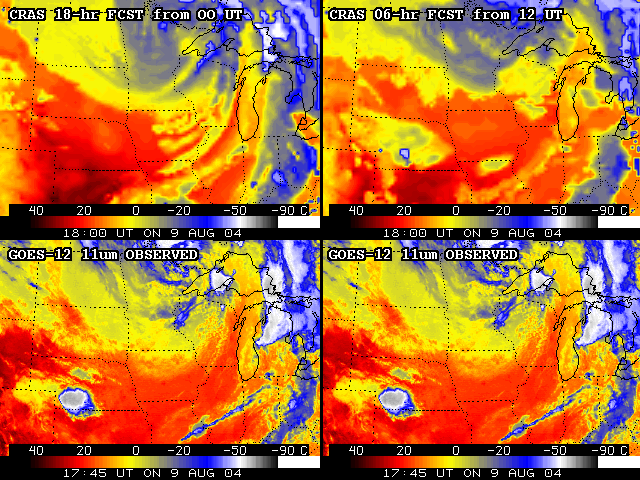 CRAS 18-hr FCST from 00 UT
CRAS 06-hr FCST from 12 UT
40 20 0 -20 -50 -90 C
40 20 0 -20 -50 -90 C
18:00 UT ON 9 AUG 04
18:00 UT ON 9 AUG 04
GOES-12 11um OBSERVED
GOES-12 11um OBSERVED
40 20 0 -20 -50 -90 C
40 20 0 -20 -50 -90 C
17:45 UT ON 9 AUG 04
17:45 UT ON 9 AUG 04